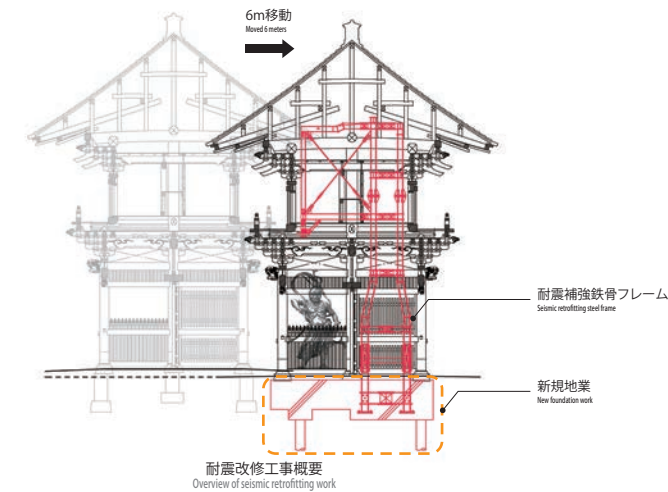 6m移動
Moved 6 meters
耐震補強鉄骨フレーム
Seismic retrofitting steel frame
新規地業
New foundation work
耐震改修工事概要
Overview of seismic retrofitting work